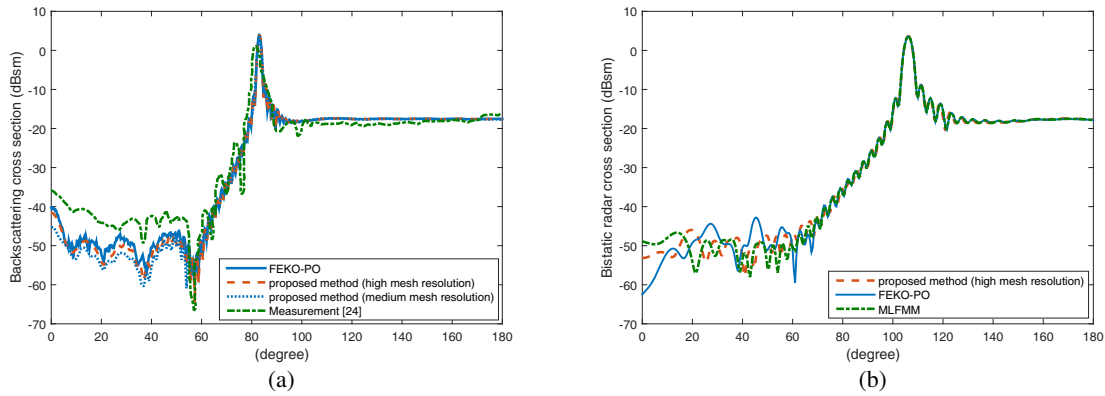 10
0
-10
-20
-30
-40
-50
-60
-70
Backscattering cross section (dBsm)
FEKO-PO
proposed method (high mesh resolution)
proposed method (medium mesh resolution)
Measurement [24]
0 20 40 60 80 100 120 140 160 180
(degree)
(a)
10
0
-10
-20
-30
-40
-50
-60
-70
Bistatic radar cross section (dBsm)
proposed method (high mesh resolution)
FEKO-PO
MLFMM
0 20 40 60 80 100 120 140 160 180
(degree)
(b)